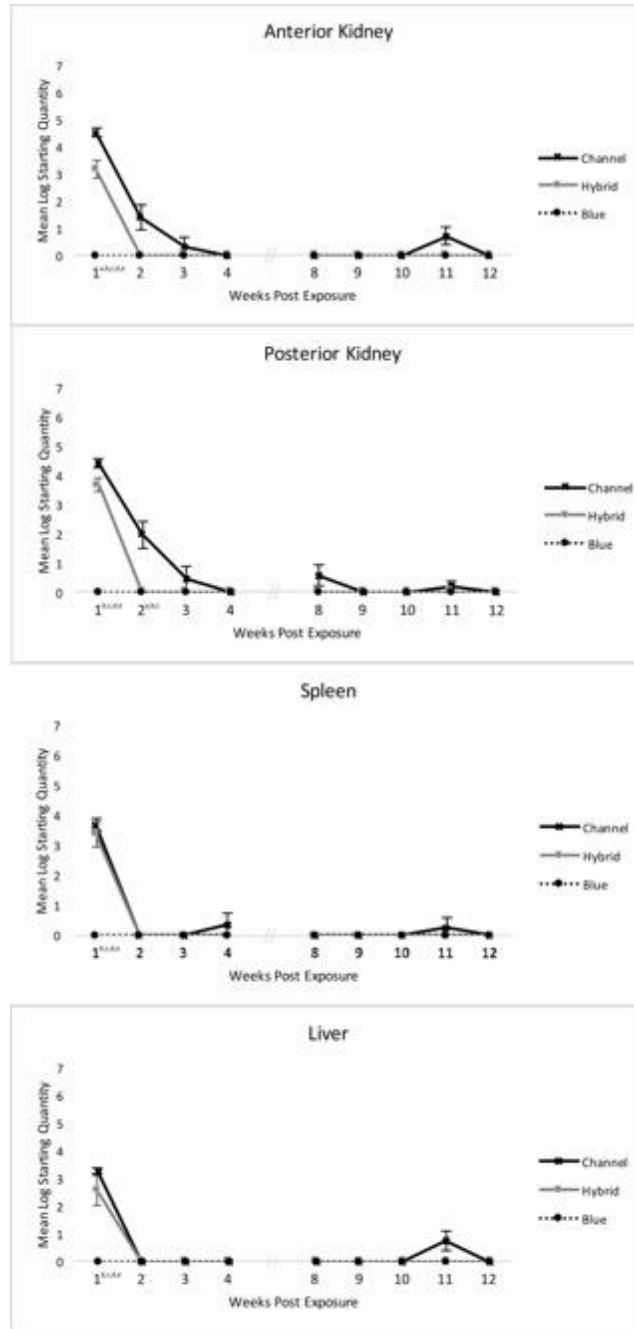 Anterior Kidney
Mean Log Starting Quantity
7
6
5
4
3
2
1
0
1 2 3 4 // 8 9 10 11 12
Weeks Post Exposure
Channel
Hybrid
Blue
Posterior Kidney
Mean Log Starting Quantity
7
6
5
4
3
2
1
0
1 2 3 4 // 8 9 10 11 12
Weeks Post Exposure
Channel
Hybrid
Blue
Spleen
Mean Log Starting Quantity
7
6
5
4
3
2
1
0
1 2 3 4 // 8 9 10 11 12
Weeks Post Exposure
Channel
Hybrid
Blue
Liver
Mean Log Starting Quantity
7
6
5
4
3
2
1
0
1 2 3 4 // 8 9 10 11 12
Weeks Post Exposure
Channel
Hybrid
Blue